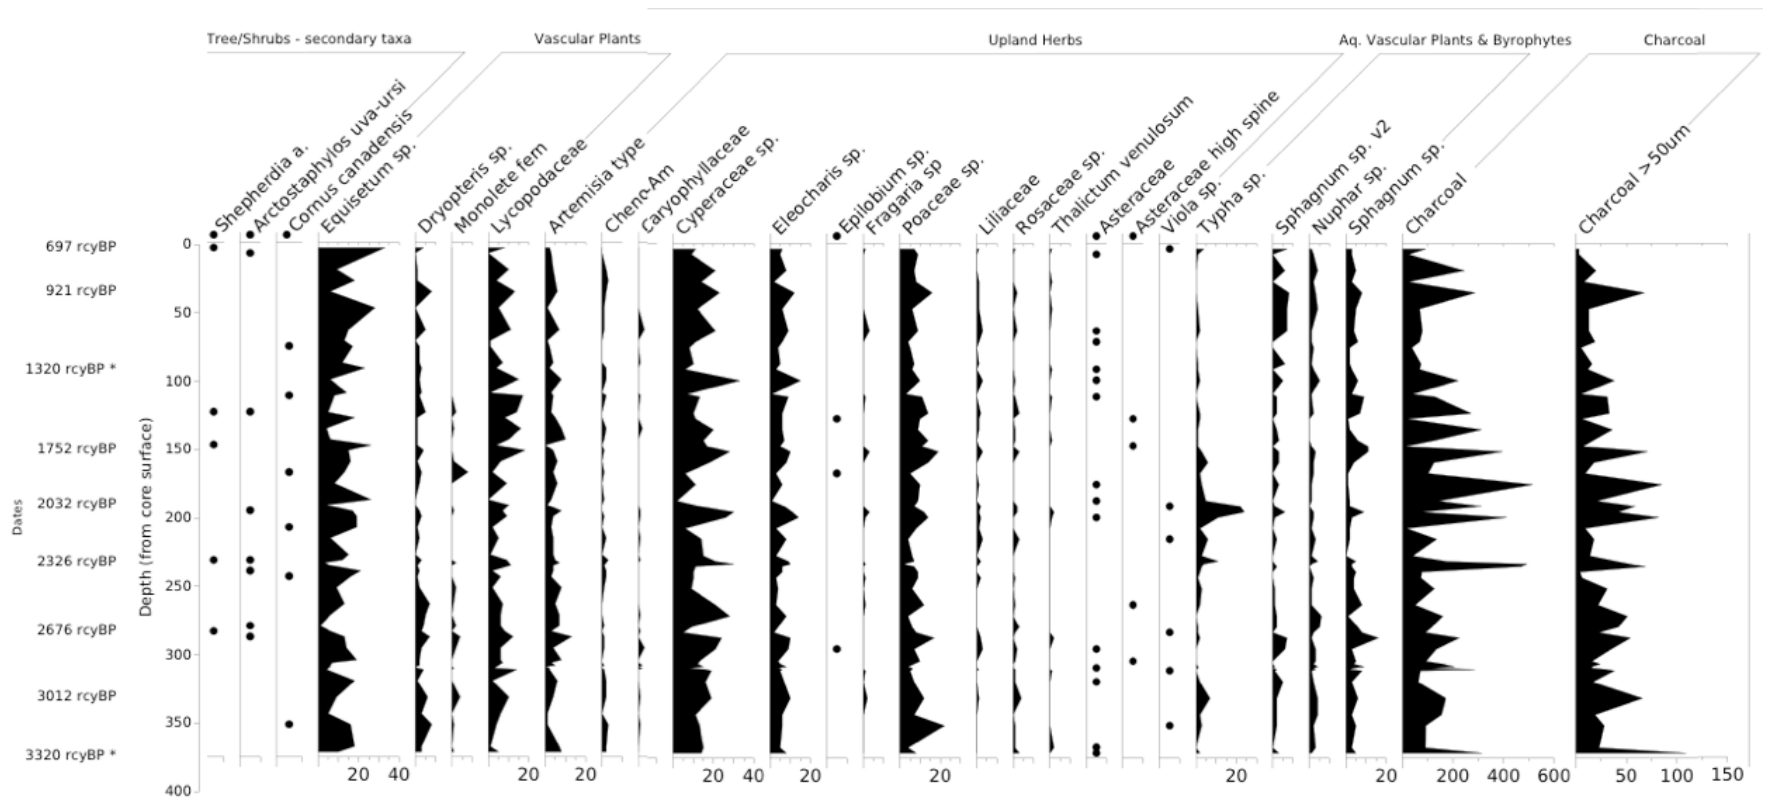 Tree/Shrubs - secondary taxa
Vascular Plants
Upland Herbs
Aq. Vascular Plants & Byrophytes
Charcoal
Shepherdia a.
Arctostaphylos uva-ursi
Cornus canadensis
Equisetum sp.
Dryopteris sp.
Monolete fern
Lycopodaceae
Artemisia type
Cheno-Am
Caryophyllaceae
Cyperaceae sp.
Eleocharis sp.
Epilobium sp.
Fragaria sp
Poaceae sp.
Liliaceae
Rosaceae sp.
Thalictrum venulosum
Asteraceae
Asteraceae high spine
Viola sp.
Typha sp.
Sphagnum sp. v2
Nuphar sp.
Sphagnum sp.
Charcoal
Charcoal >50um
Dates
697 rcyBP
921 rcyBP
1320 rcyBP *
1752 rcyBP
2032 rcyBP
2326 rcyBP
2676 rcyBP
3012 rcyBP
3320 rcyBP *
Depth (from core surface)
0
50
100
150
200
250
300
350
400
20 40
20
20
20 40
20
20
20
200 400 600
50 100 150